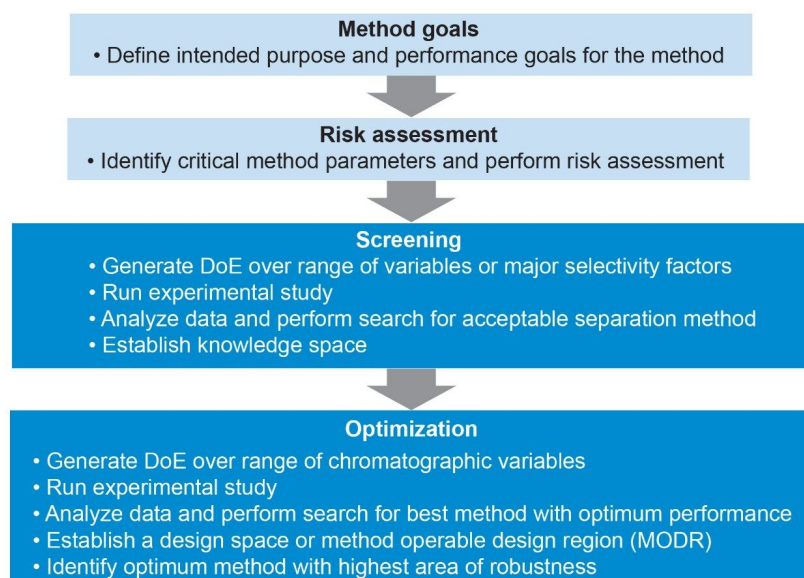 Method goals
• Define intended purpose and performance goals for the method
Risk assessment
• Identify critical method parameters and perform risk assessment
Screening
• Generate DoE over range of variables or major selectivity factors
• Run experimental study
• Analyze data and perform search for acceptable separation method
• Establish knowledge space
Optimization
• Generate DoE over range of chromatographic variables
• Run experimental study
• Analyze data and perform search for best method with optimum performance
• Establish a design space or method operable design region (MODR)
• Identify optimum method with highest area of robustness